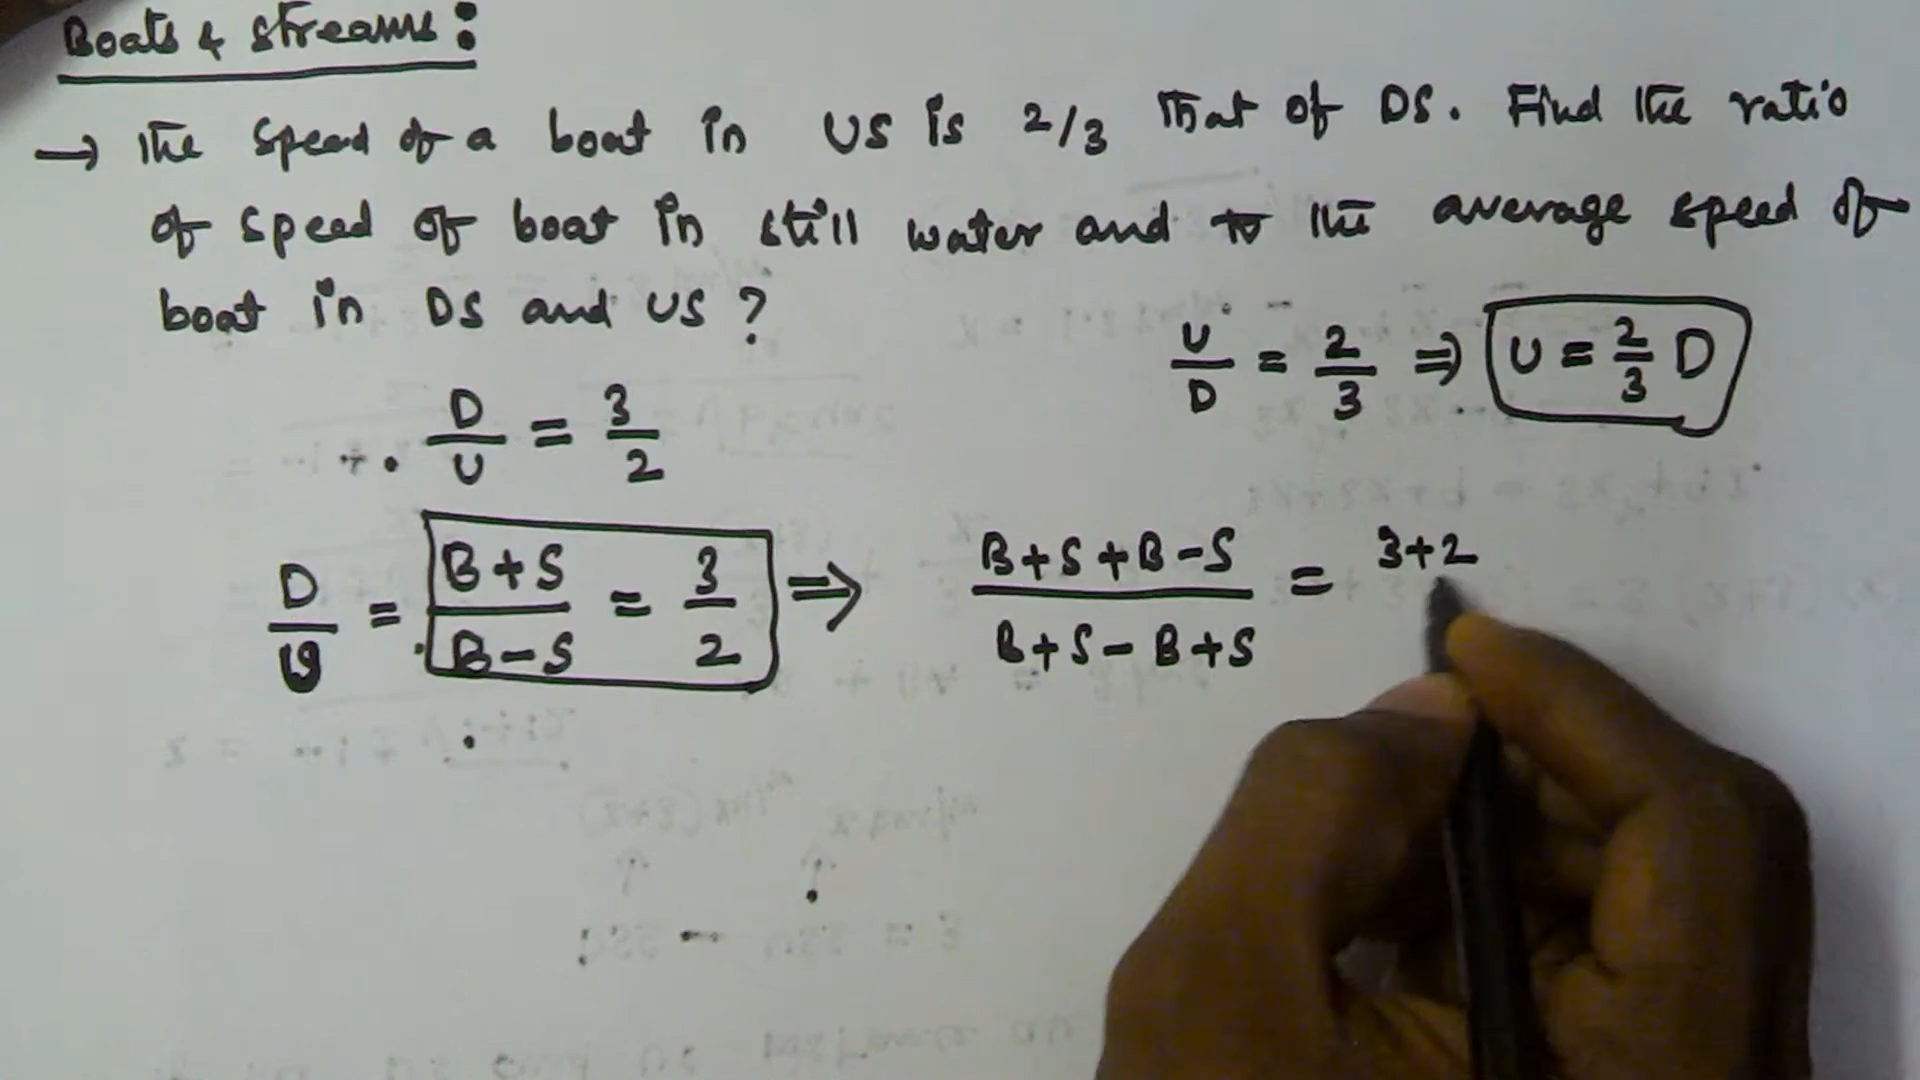 Boats & streams:
→ The speed of a boat in US is 2/3 that of DS. Find the ratio
of speed of boat in still water and to the average speed of
boat in DS and US?
U/D = 2/3 ⇒ U = 2/3 D
D/U = 3/2
D/U = B+S/B-S = 3/2 ⇒ B+S+B-S/B+S-B+S = 3+2